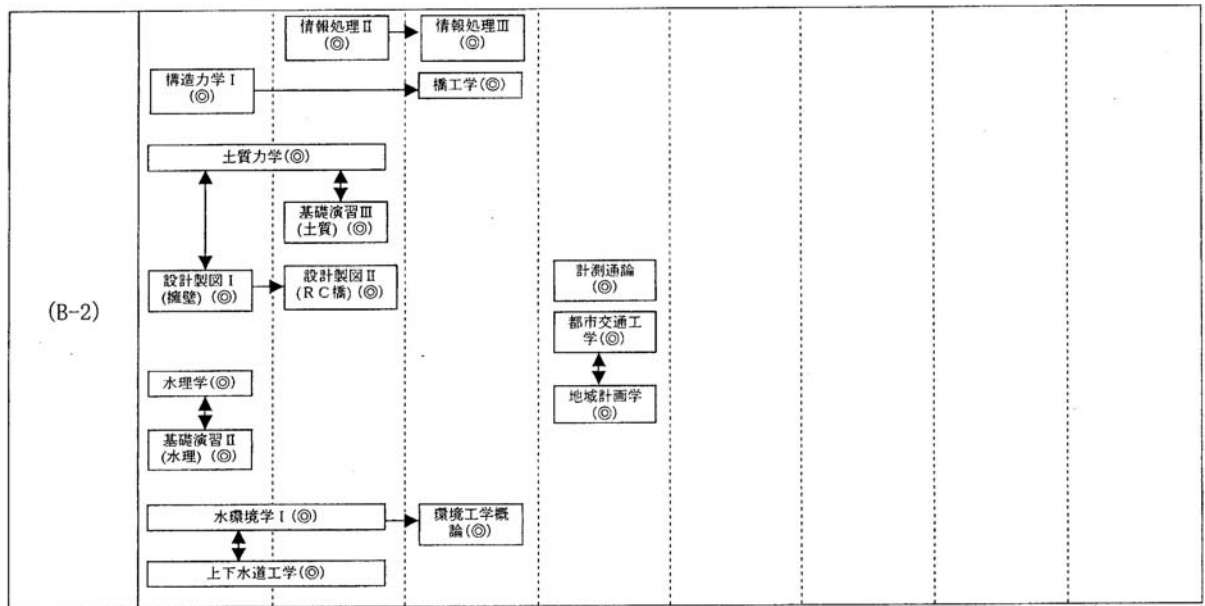 情報処理Ⅱ
(◎)
情報処理Ⅲ
(◎)
構造力学Ⅰ
(◎)
橋工学(◎)
土質力学(◎)
基礎演習Ⅲ
(土質)(◎)
設計製図Ⅰ
(擁壁)(◎)
設計製図Ⅱ
(RC橋)(◎)
計測通論
(◎)
(B-2)
都市交通工
学(◎)
水理学(◎)
地域計画学
(◎)
基礎演習Ⅱ
(水理)(◎)
水環境学Ⅰ(◎)
環境工学概
論(◎)
上下水道工学(◎)